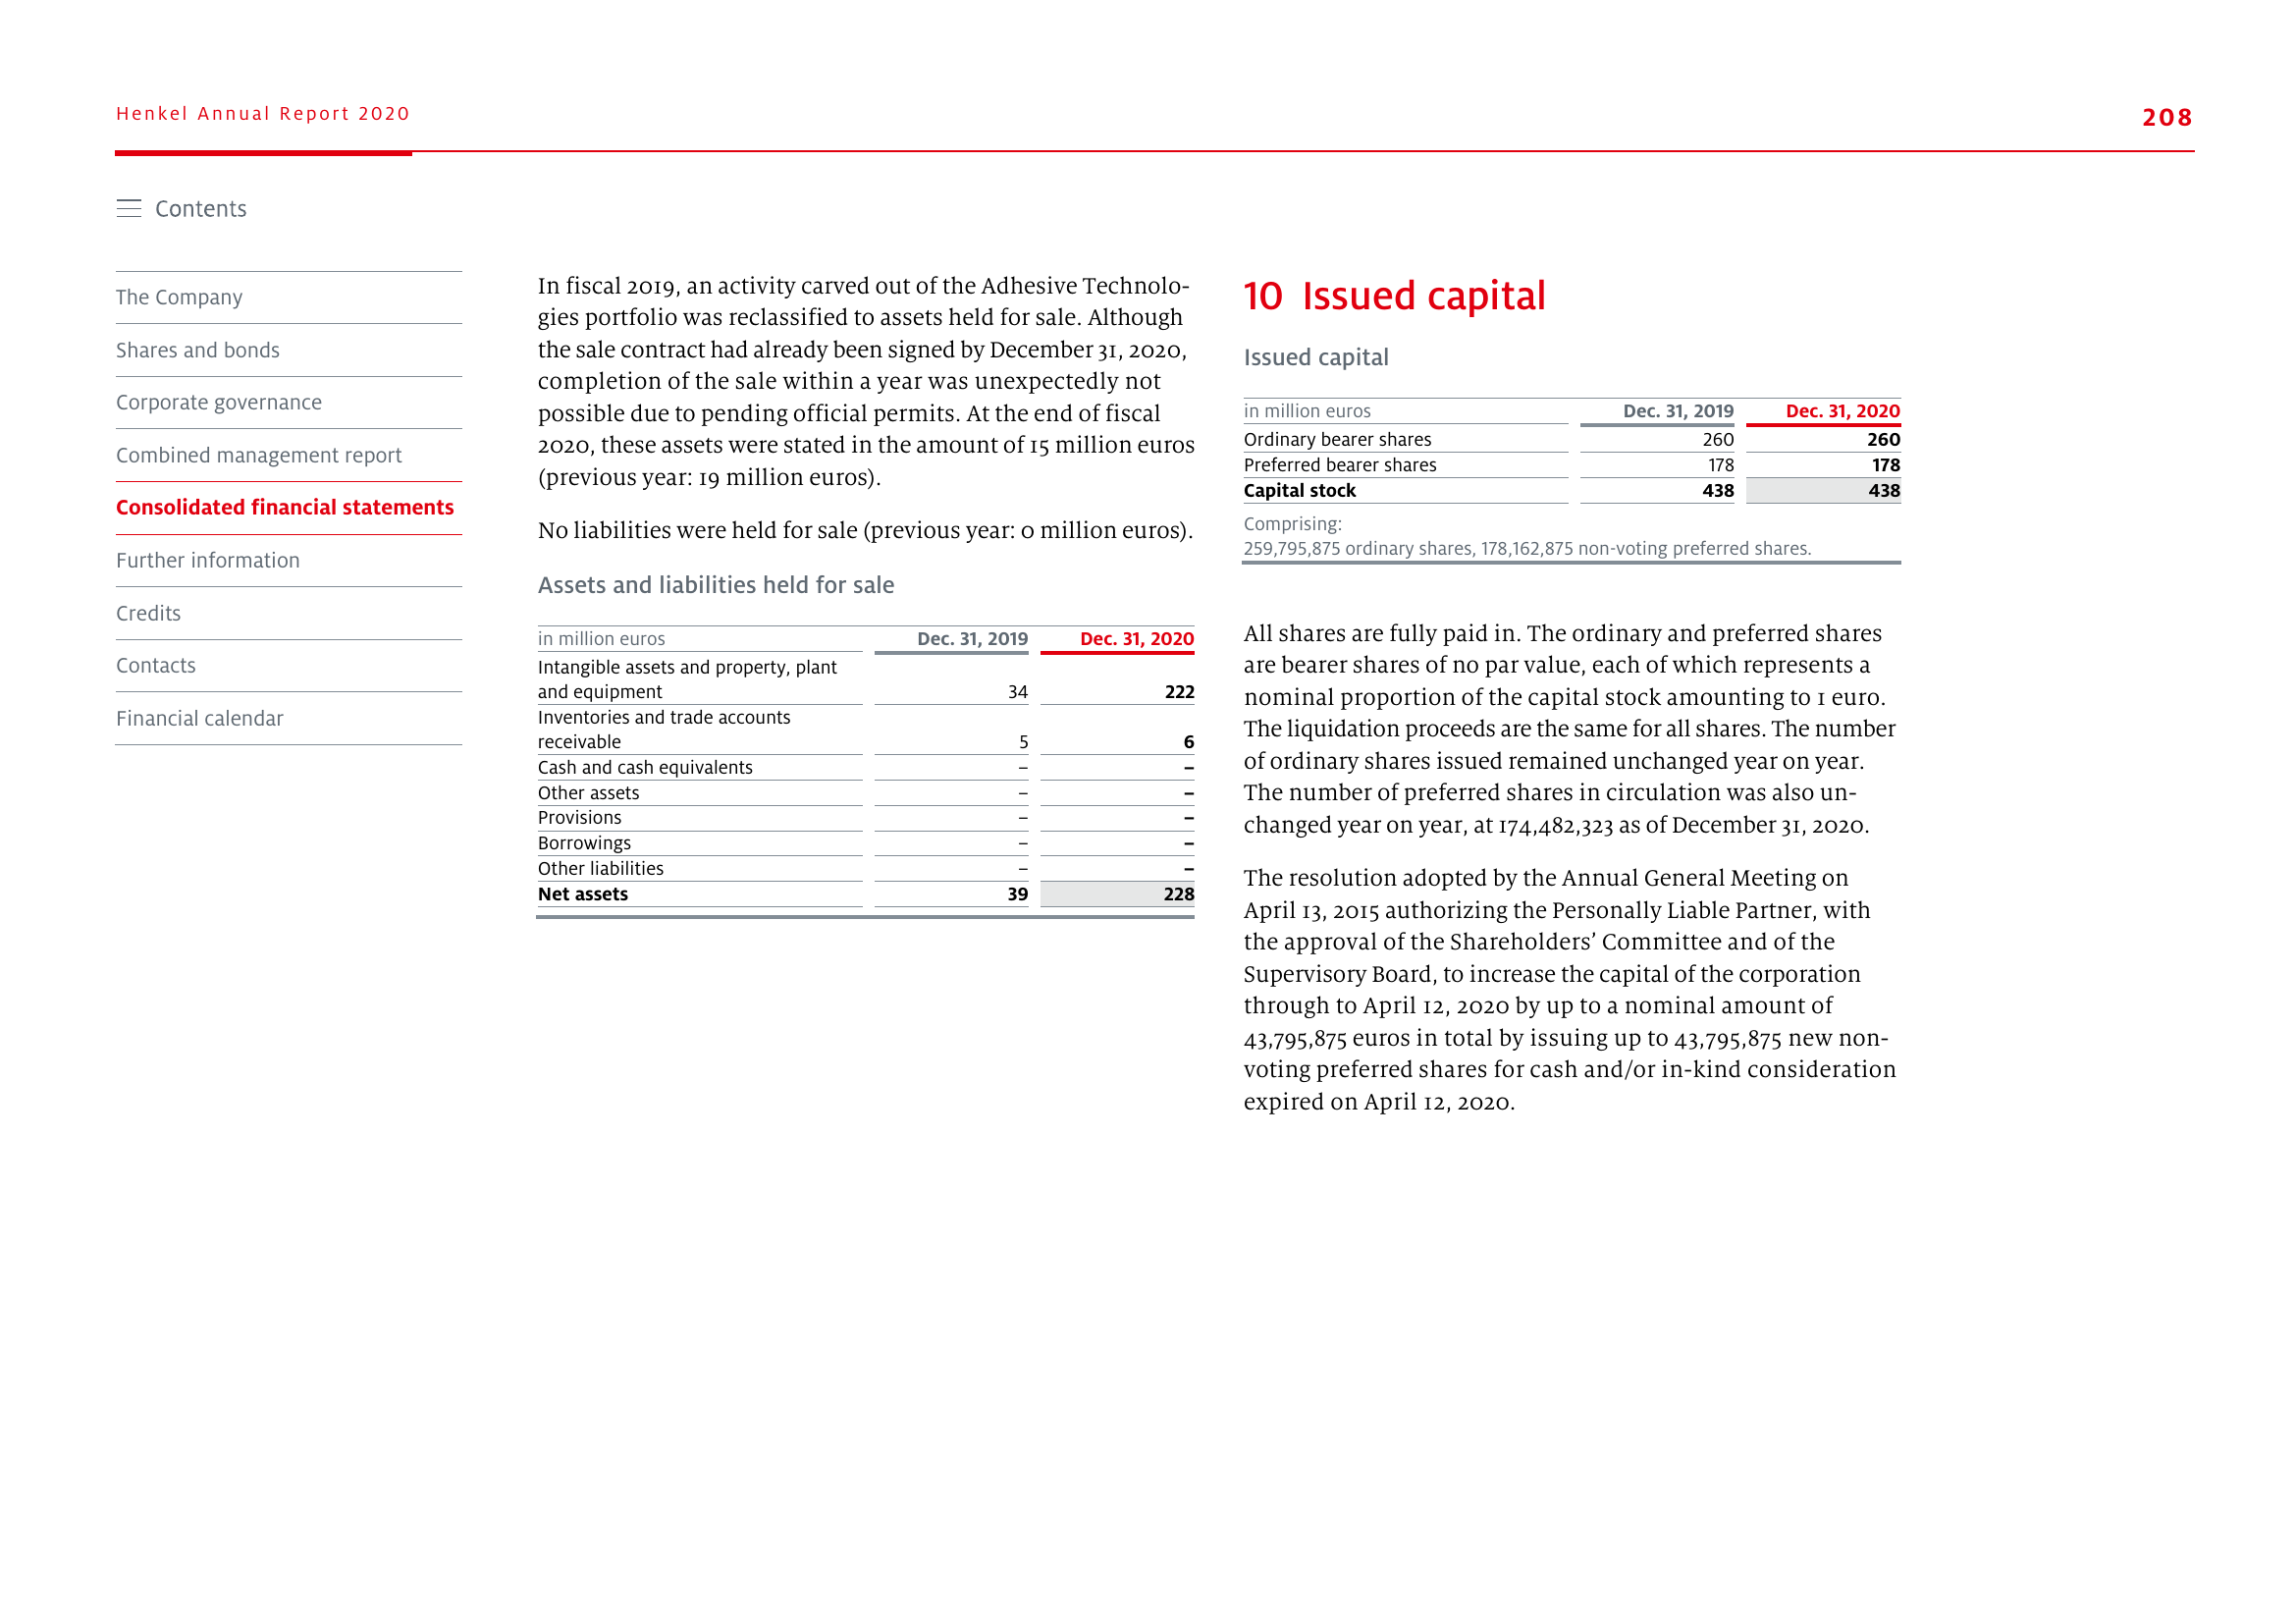 Henkel Annual Report 2020
208
Contents
The Company
Shares and bonds
Corporate governance
Combined management report
Consolidated financial statements
Further information
Credits
Contacts
Financial calendar
In fiscal 2019, an activity carved out of the Adhesive Technolo-
gies portfolio was reclassified to assets held for sale. Although
the sale contract had already been signed by December 31, 2020,
completion of the sale within a year was unexpectedly not
possible due to pending official permits. At the end of fiscal
2020, these assets were stated in the amount of 15 million euros
(previous year: 19 million euros).
No liabilities were held for sale (previous year: 0 million euros).
Assets and liabilities held for sale
in million euros Dec. 31, 2019 Dec. 31, 2020
Intangible assets and property, plant
and equipment 34 222
Inventories and trade accounts
receivable 5 6
Cash and cash equivalents – –
Other assets – –
Provisions – –
Borrowings – –
Other liabilities – –
Net assets 39 228
10 Issued capital
Issued capital
in million euros Dec. 31, 2019 Dec. 31, 2020
Ordinary bearer shares 260 260
Preferred bearer shares 178 178
Capital stock 438 438
Comprising:
259,795,875 ordinary shares, 178,162,875 non-voting preferred shares.
All shares are fully paid in. The ordinary and preferred shares
are bearer shares of no par value, each of which represents a
nominal proportion of the capital stock amounting to 1 euro.
The liquidation proceeds are the same for all shares. The number
of ordinary shares issued remained unchanged year on year.
The number of preferred shares in circulation was also un-
changed year on year, at 174,482,323 as of December 31, 2020.
The resolution adopted by the Annual General Meeting on
April 13, 2015 authorizing the Personally Liable Partner, with
the approval of the Shareholders’ Committee and of the
Supervisory Board, to increase the capital of the corporation
through to April 12, 2020 by up to a nominal amount of
43,795,875 euros in total by issuing up to 43,795,875 new non-
voting preferred shares for cash and/or in-kind consideration
expired on April 12, 2020.